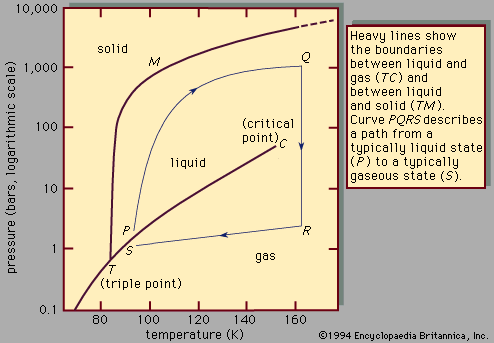 10,000
1,000
100
10
1
0.1
pressure (bars, logarithmic scale)
solid
M
Q
(critical
point)
C
liquid
P
S
R
T
(triple point)
gas
80
100
120
140
160
temperature (K)
Heavy lines show
the boundaries
between liquid and
gas (TC) and
between liquid
and solid (TM).
Curve PQRS describes
a path from a
typically liquid state
(P) to a typically
gaseous state (S).
©1994 Encyclopaedia Britannica, Inc.